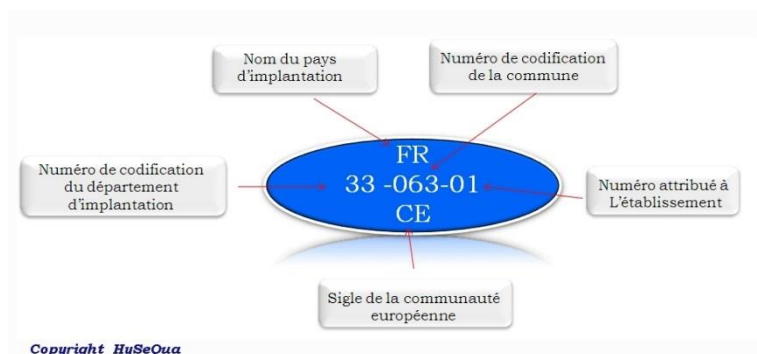 Nom du pays
d'implantation
Numéro de codification
de la commune
Numéro de codification
du département
d'implantation
FR
33 -063-01
CE
Numéro attribué à
L'établissement
Sigle de la communauté
européenne
Copyright HySeQua